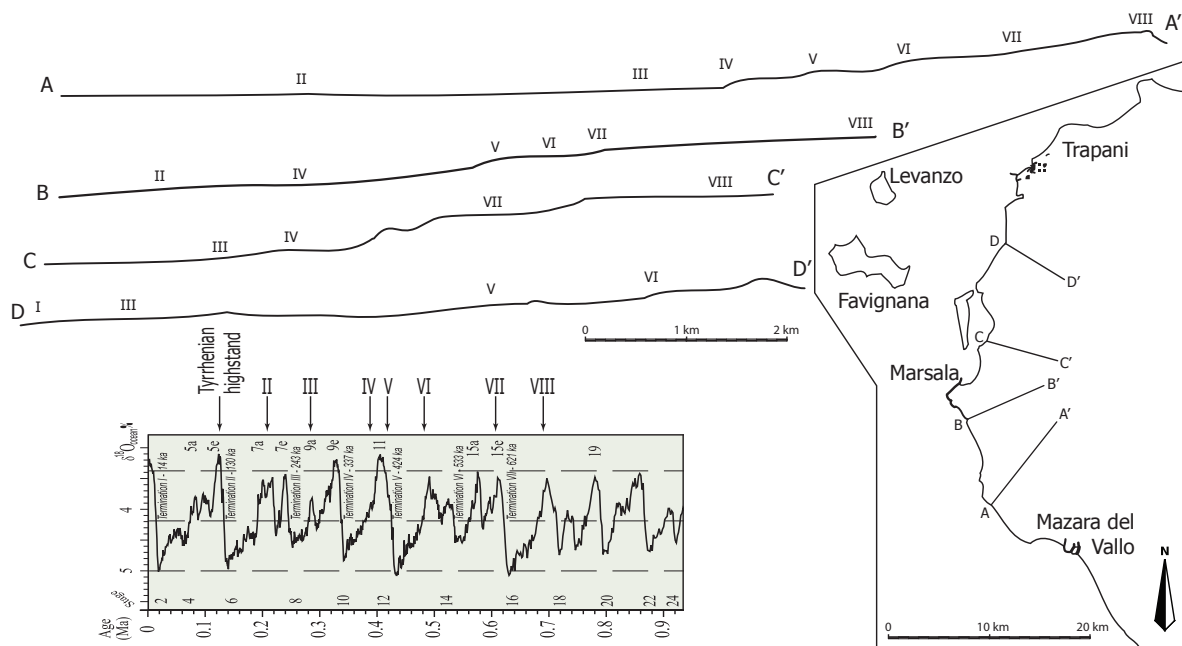 A
II
III
IV
V
VI
VII
VIII
A’
B
II
IV
V
VI
VII
VIII
B’
C
III
IV
VII
VIII
C’
D
I
III
V
VI
D’
0 1 km 2 km
Trapani
Levanzo
Favignana
Marsala
Mazara del
Vallo
D
D’
C
C’
B’
B
A’
A
N
0 10 km 20 km
Tyrrhenian
highstand
II
III
IV
V
VI
VII
VIII
δ18Oocean,‰
4
5
5a
5e
7a
7e
9a
9e
11
15a
15e
19
Termination I - 14 ka
Termination II - 130 ka
Termination III - 243 ka
Termination IV - 337 ka
Termination V - 424 ka
Termination VI - 533 ka
Termination VII - 621 ka
Stage
2 4 6 8 10 12 14 16 18 20 22 24
Age
(Ma)
0 0.1 0.2 0.3 0.4 0.5 0.6 0.7 0.8 0.9